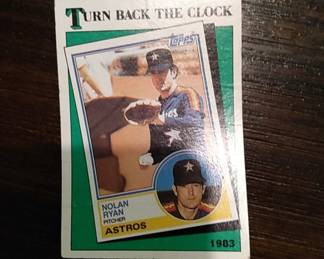 TURN BACK THE CLOCK
TOPPS
NOLAN
RYAN
PITCHER
ASTROS
1983